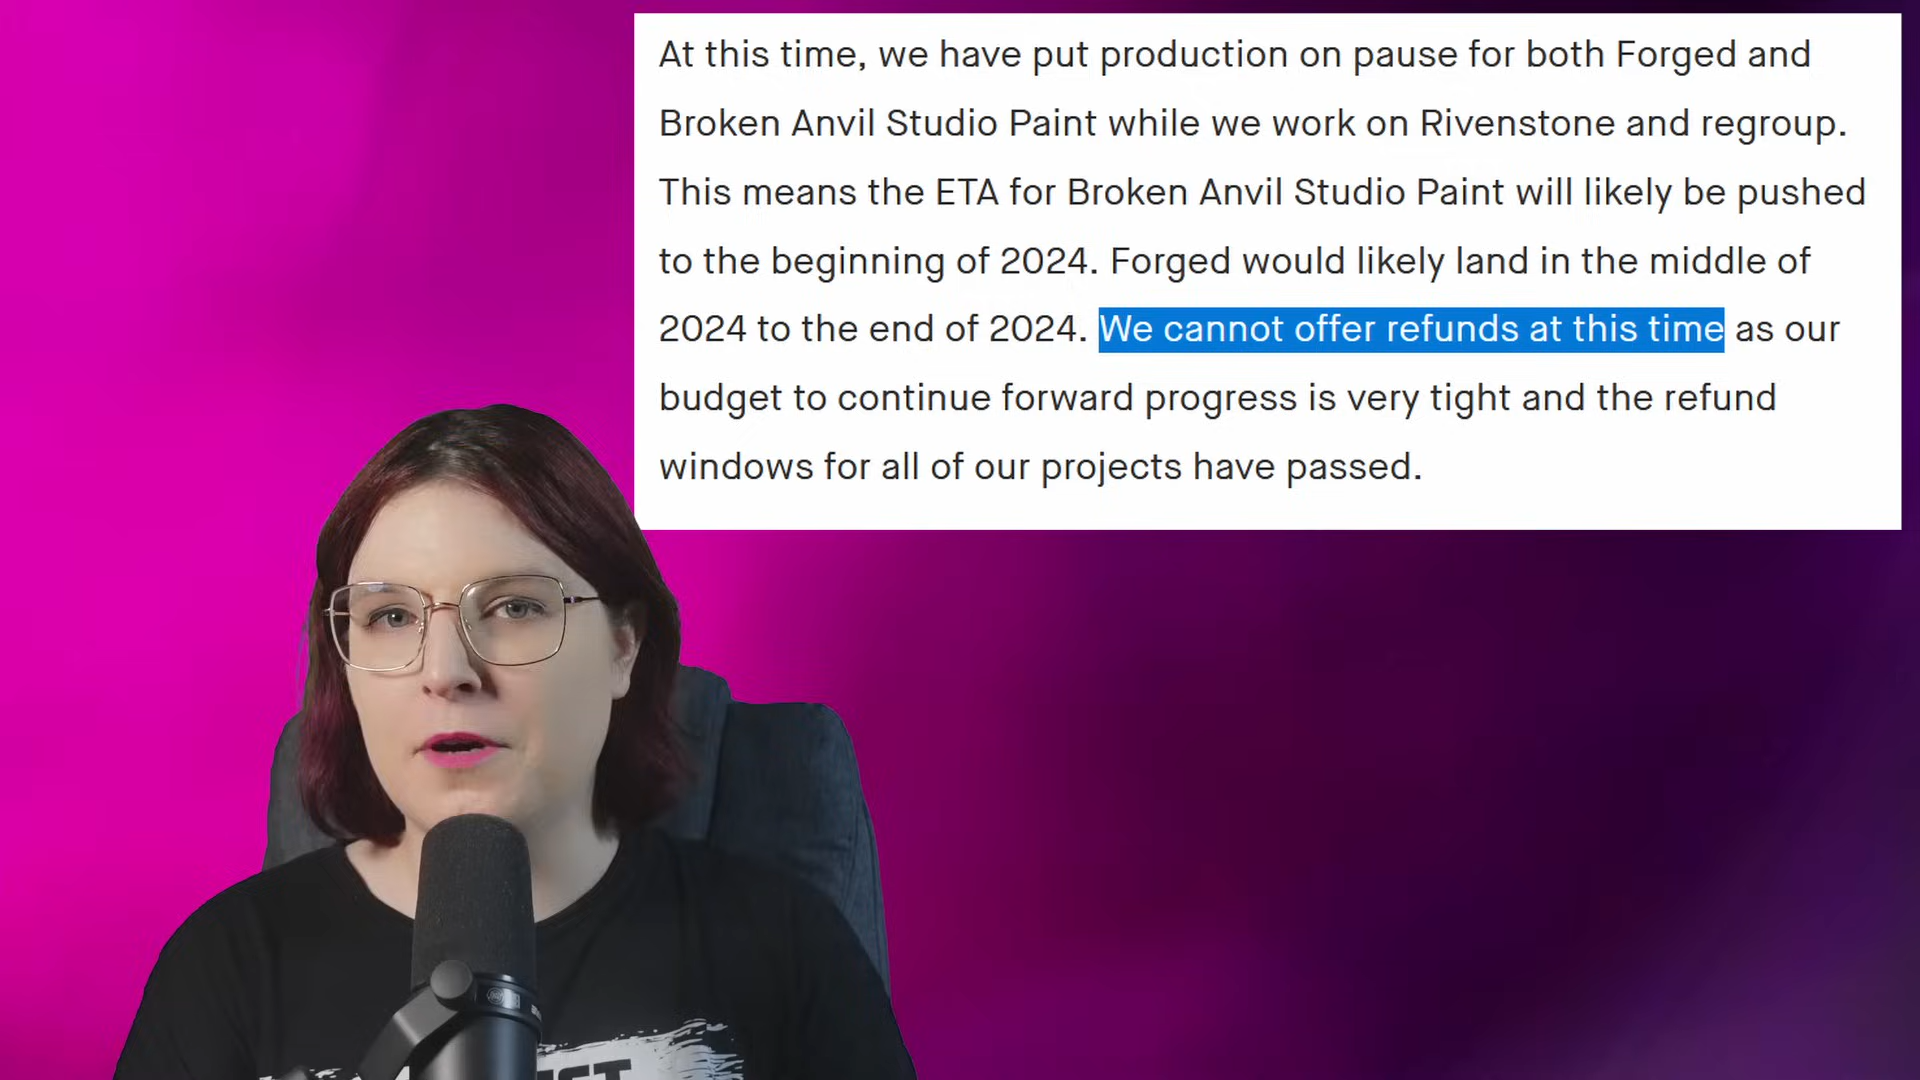 At this time, we have put production on pause for both Forged and
Broken Anvil Studio Paint while we work on Rivenstone and regroup.
This means the ETA for Broken Anvil Studio Paint will likely be pushed
to the beginning of 2024. Forged would likely land in the middle of
2024 to the end of 2024. We cannot offer refunds at this time as our
budget to continue forward progress is very tight and the refund
windows for all of our projects have passed.